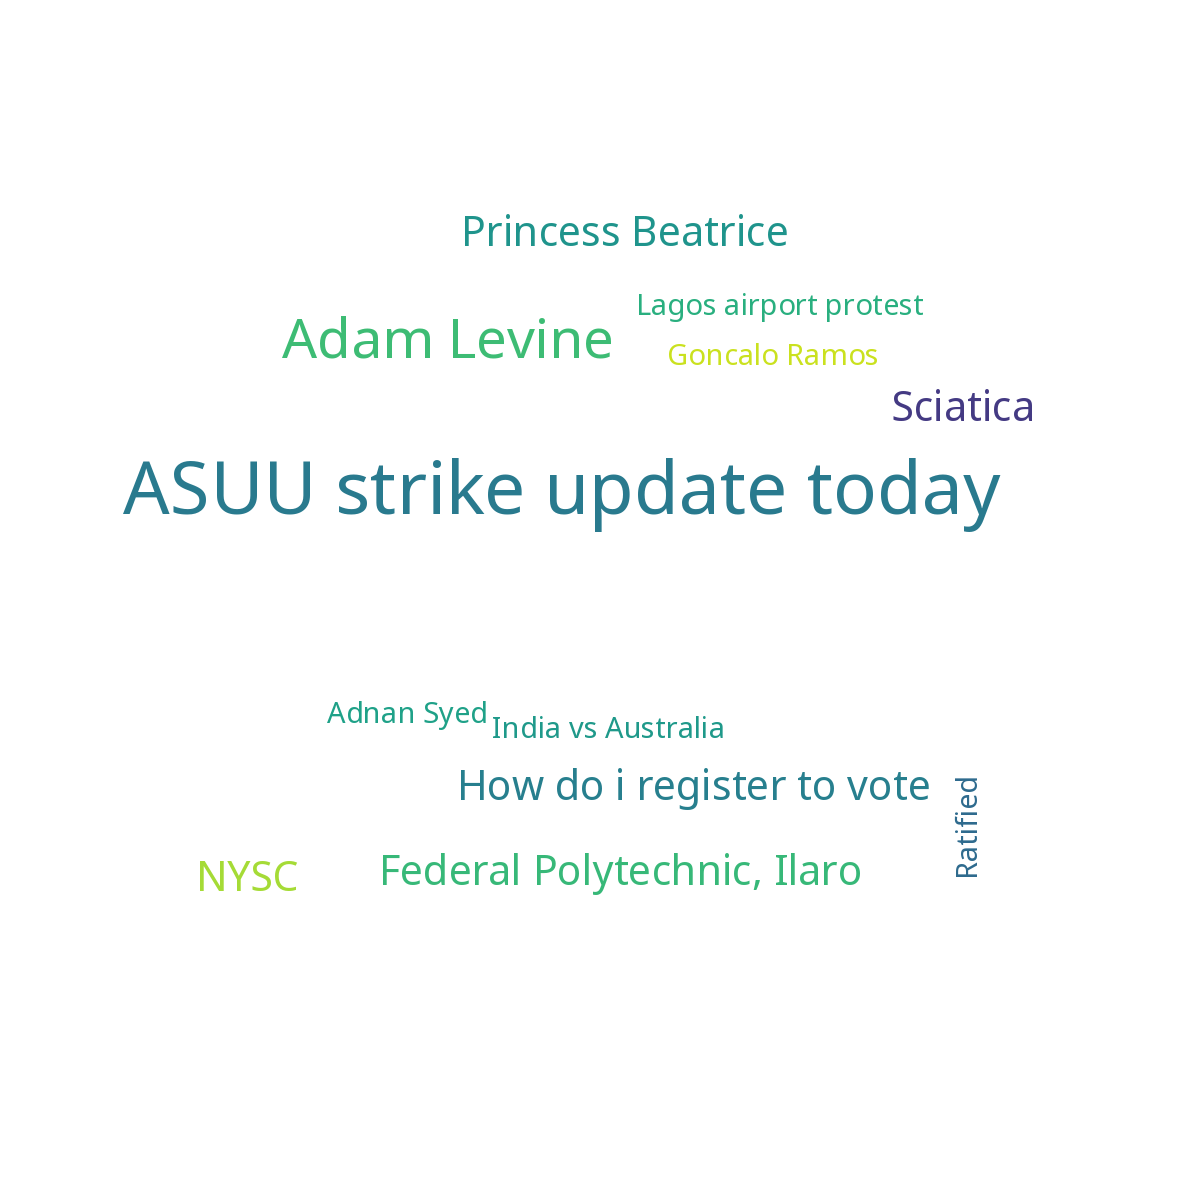 Princess Beatrice
Lagos airport protest
Adam Levine
Goncalo Ramos
Sciatica
ASUU strike update today
Adnan Syed
India vs Australia
How do i register to vote
Ratified
Federal Polytechnic, Ilaro
NYSC